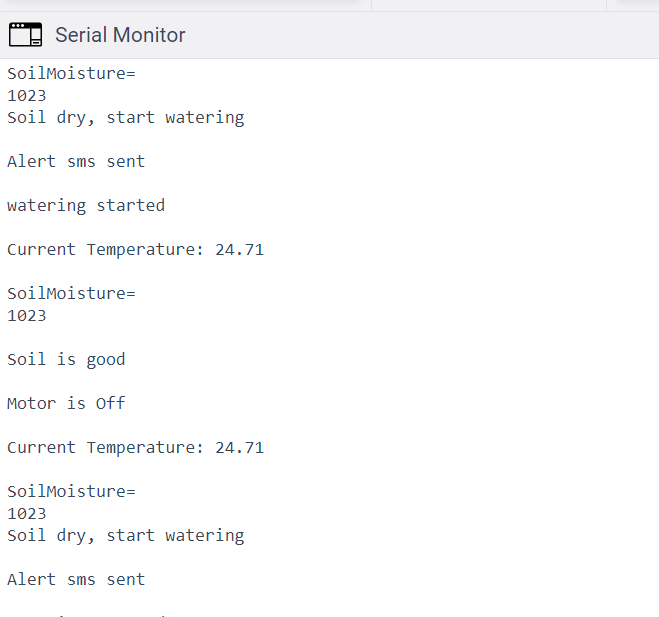 Serial Monitor
SoilMoisture=
1023
Soil dry, start watering
Alert sms sent
watering started
Current Temperature: 24.71
SoilMoisture=
1023
Soil is good
Motor is Off
Current Temperature: 24.71
SoilMoisture=
1023
Soil dry, start watering
Alert sms sent